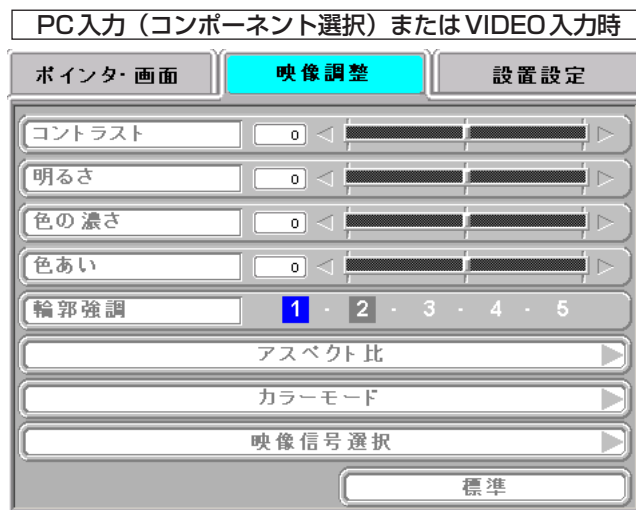 PC入力（コンポーネント選択）またはVIDEO入力時
ポインタ・画面 映像調整 設置設定
コントラスト 0
明るさ 0
色の濃さ 0
色あい 0
輪郭強調 1 - 2 - 3 - 4 - 5
アスペクト比
カラーモード
映像信号選択
標準